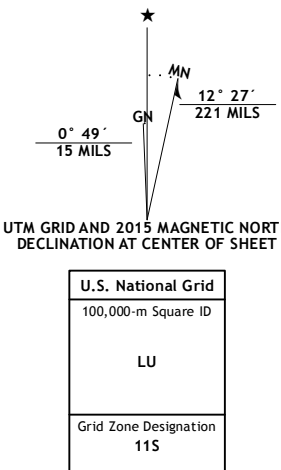 ★
MN
GN
12° 27´
221 MILS
0° 49´
15 MILS
UTM GRID AND 2015 MAGNETIC NORT
DECLINATION AT CENTER OF SHEET
U.S. National Grid
100,000-m Square ID
LU
Grid Zone Designation
11S